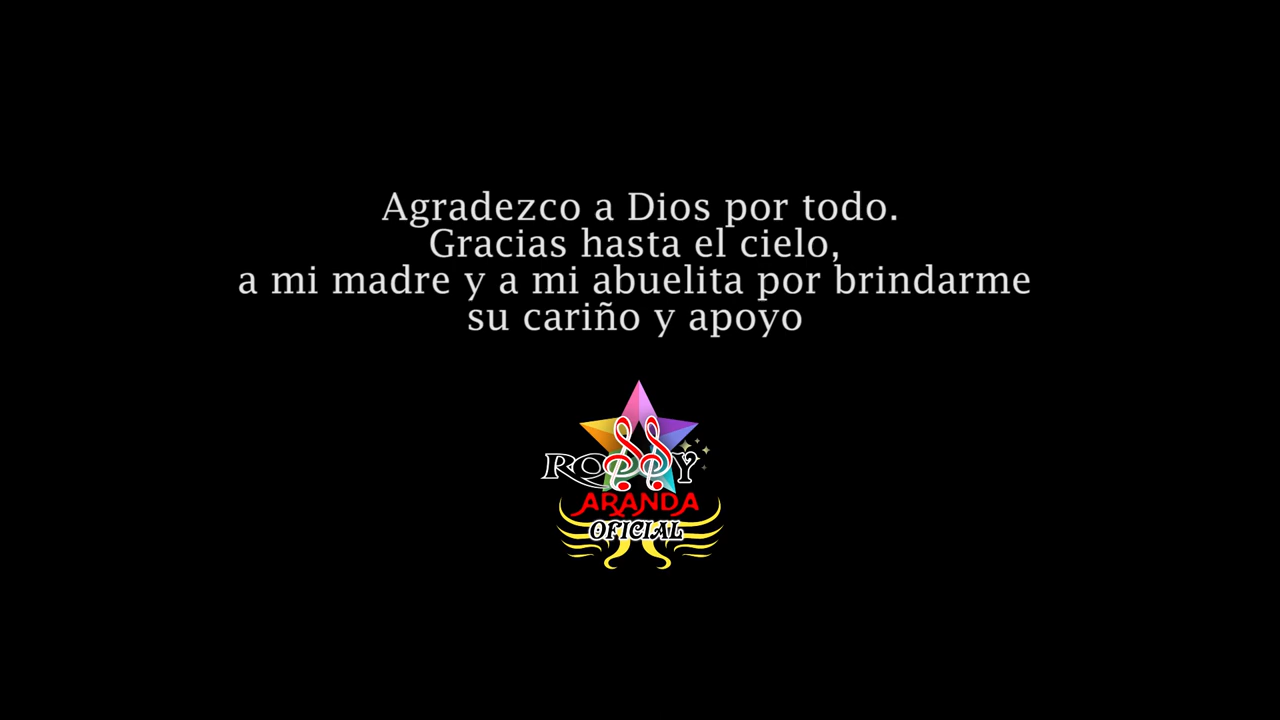 Agradezco a Dios por todo.
Gracias hasta el cielo,
a mi madre y a mi abuelita por brindarme
su cariño y apoyo
ARANDA
OFICIAL